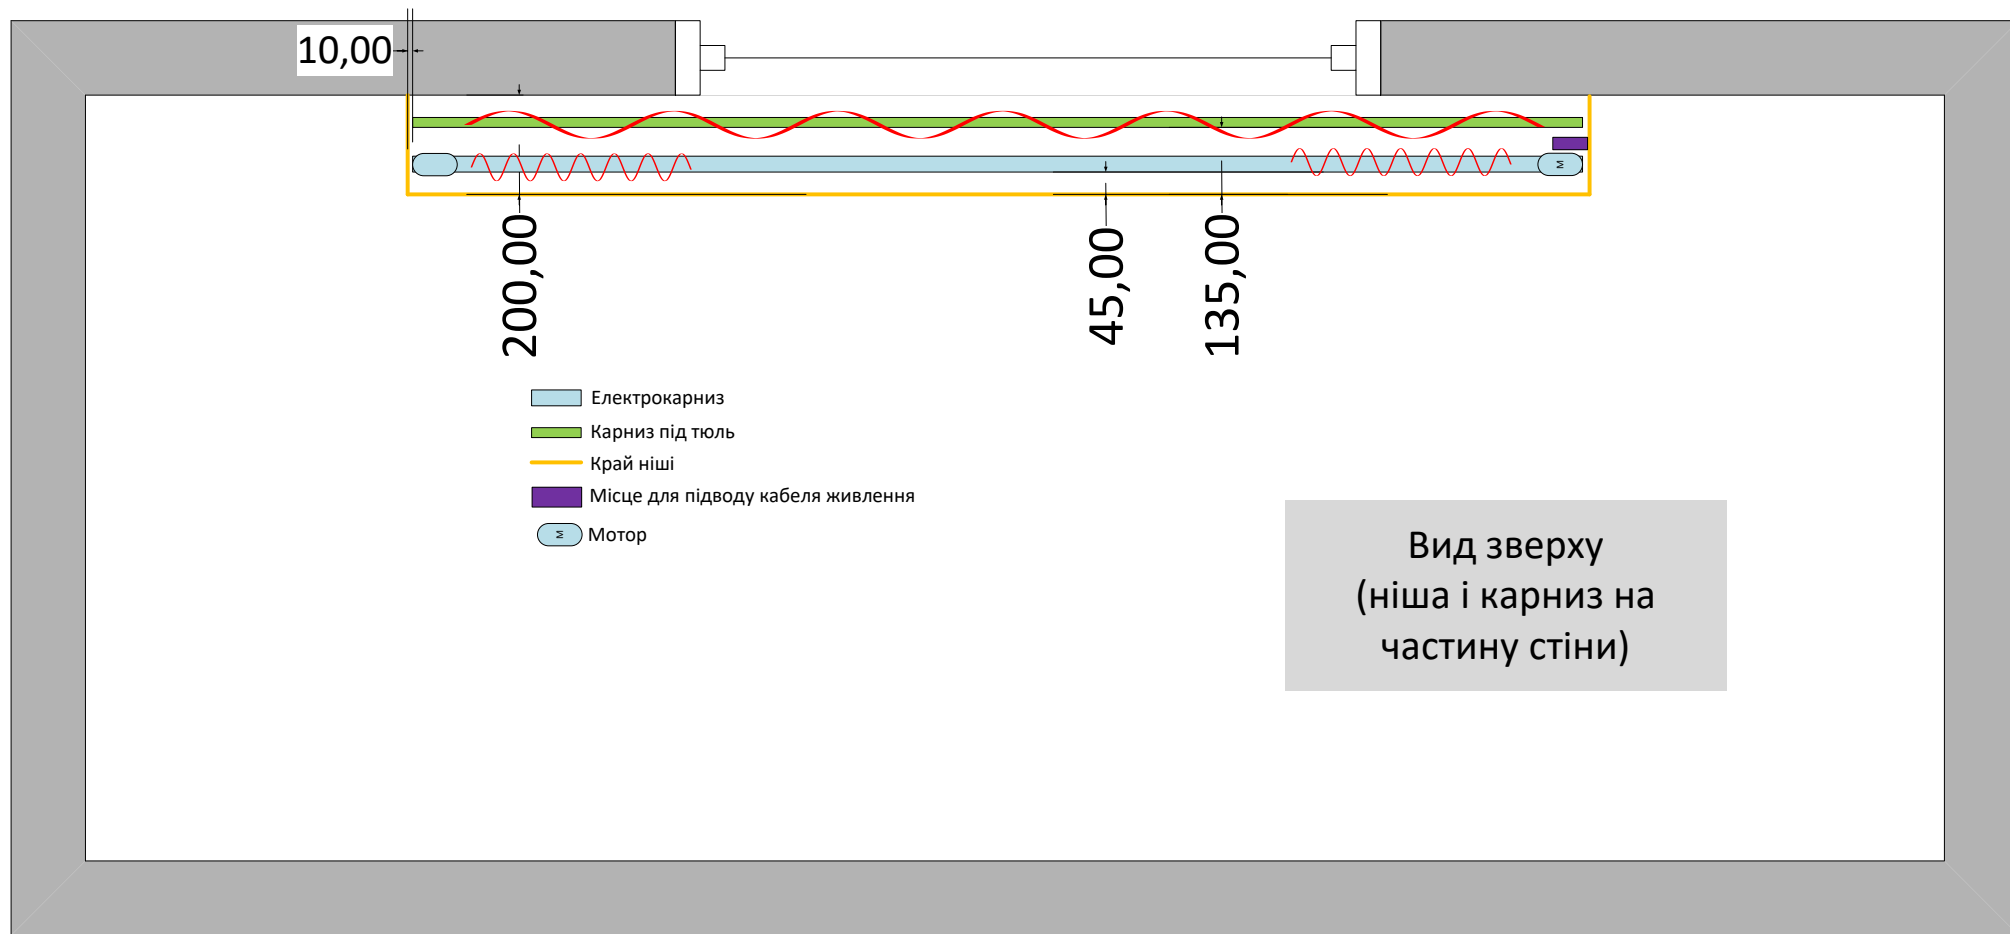 10,00
200,00
45,00
135,00
Електрокарниз
Карниз під тюль
Край ніші
Місце для підводу кабеля живлення
M
Мотор
M
Вид зверху
(ніша і карниз на
частину стіни)